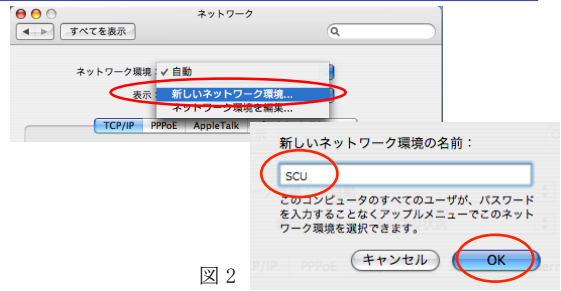 ネットワーク
すべてを表示
ネットワーク環境：✓ 自動
表示： 新しいネットワーク環境...
ネットワーク環境を編集...
TCP/IP PPPoE AppleTalk
新しいネットワーク環境の名前：
scu
このコンピュータのすべてのユーザが、パスワード
を入力することなくアップルメニューでこのネット
ワーク環境を選択できます。
キャンセル OK
図 2